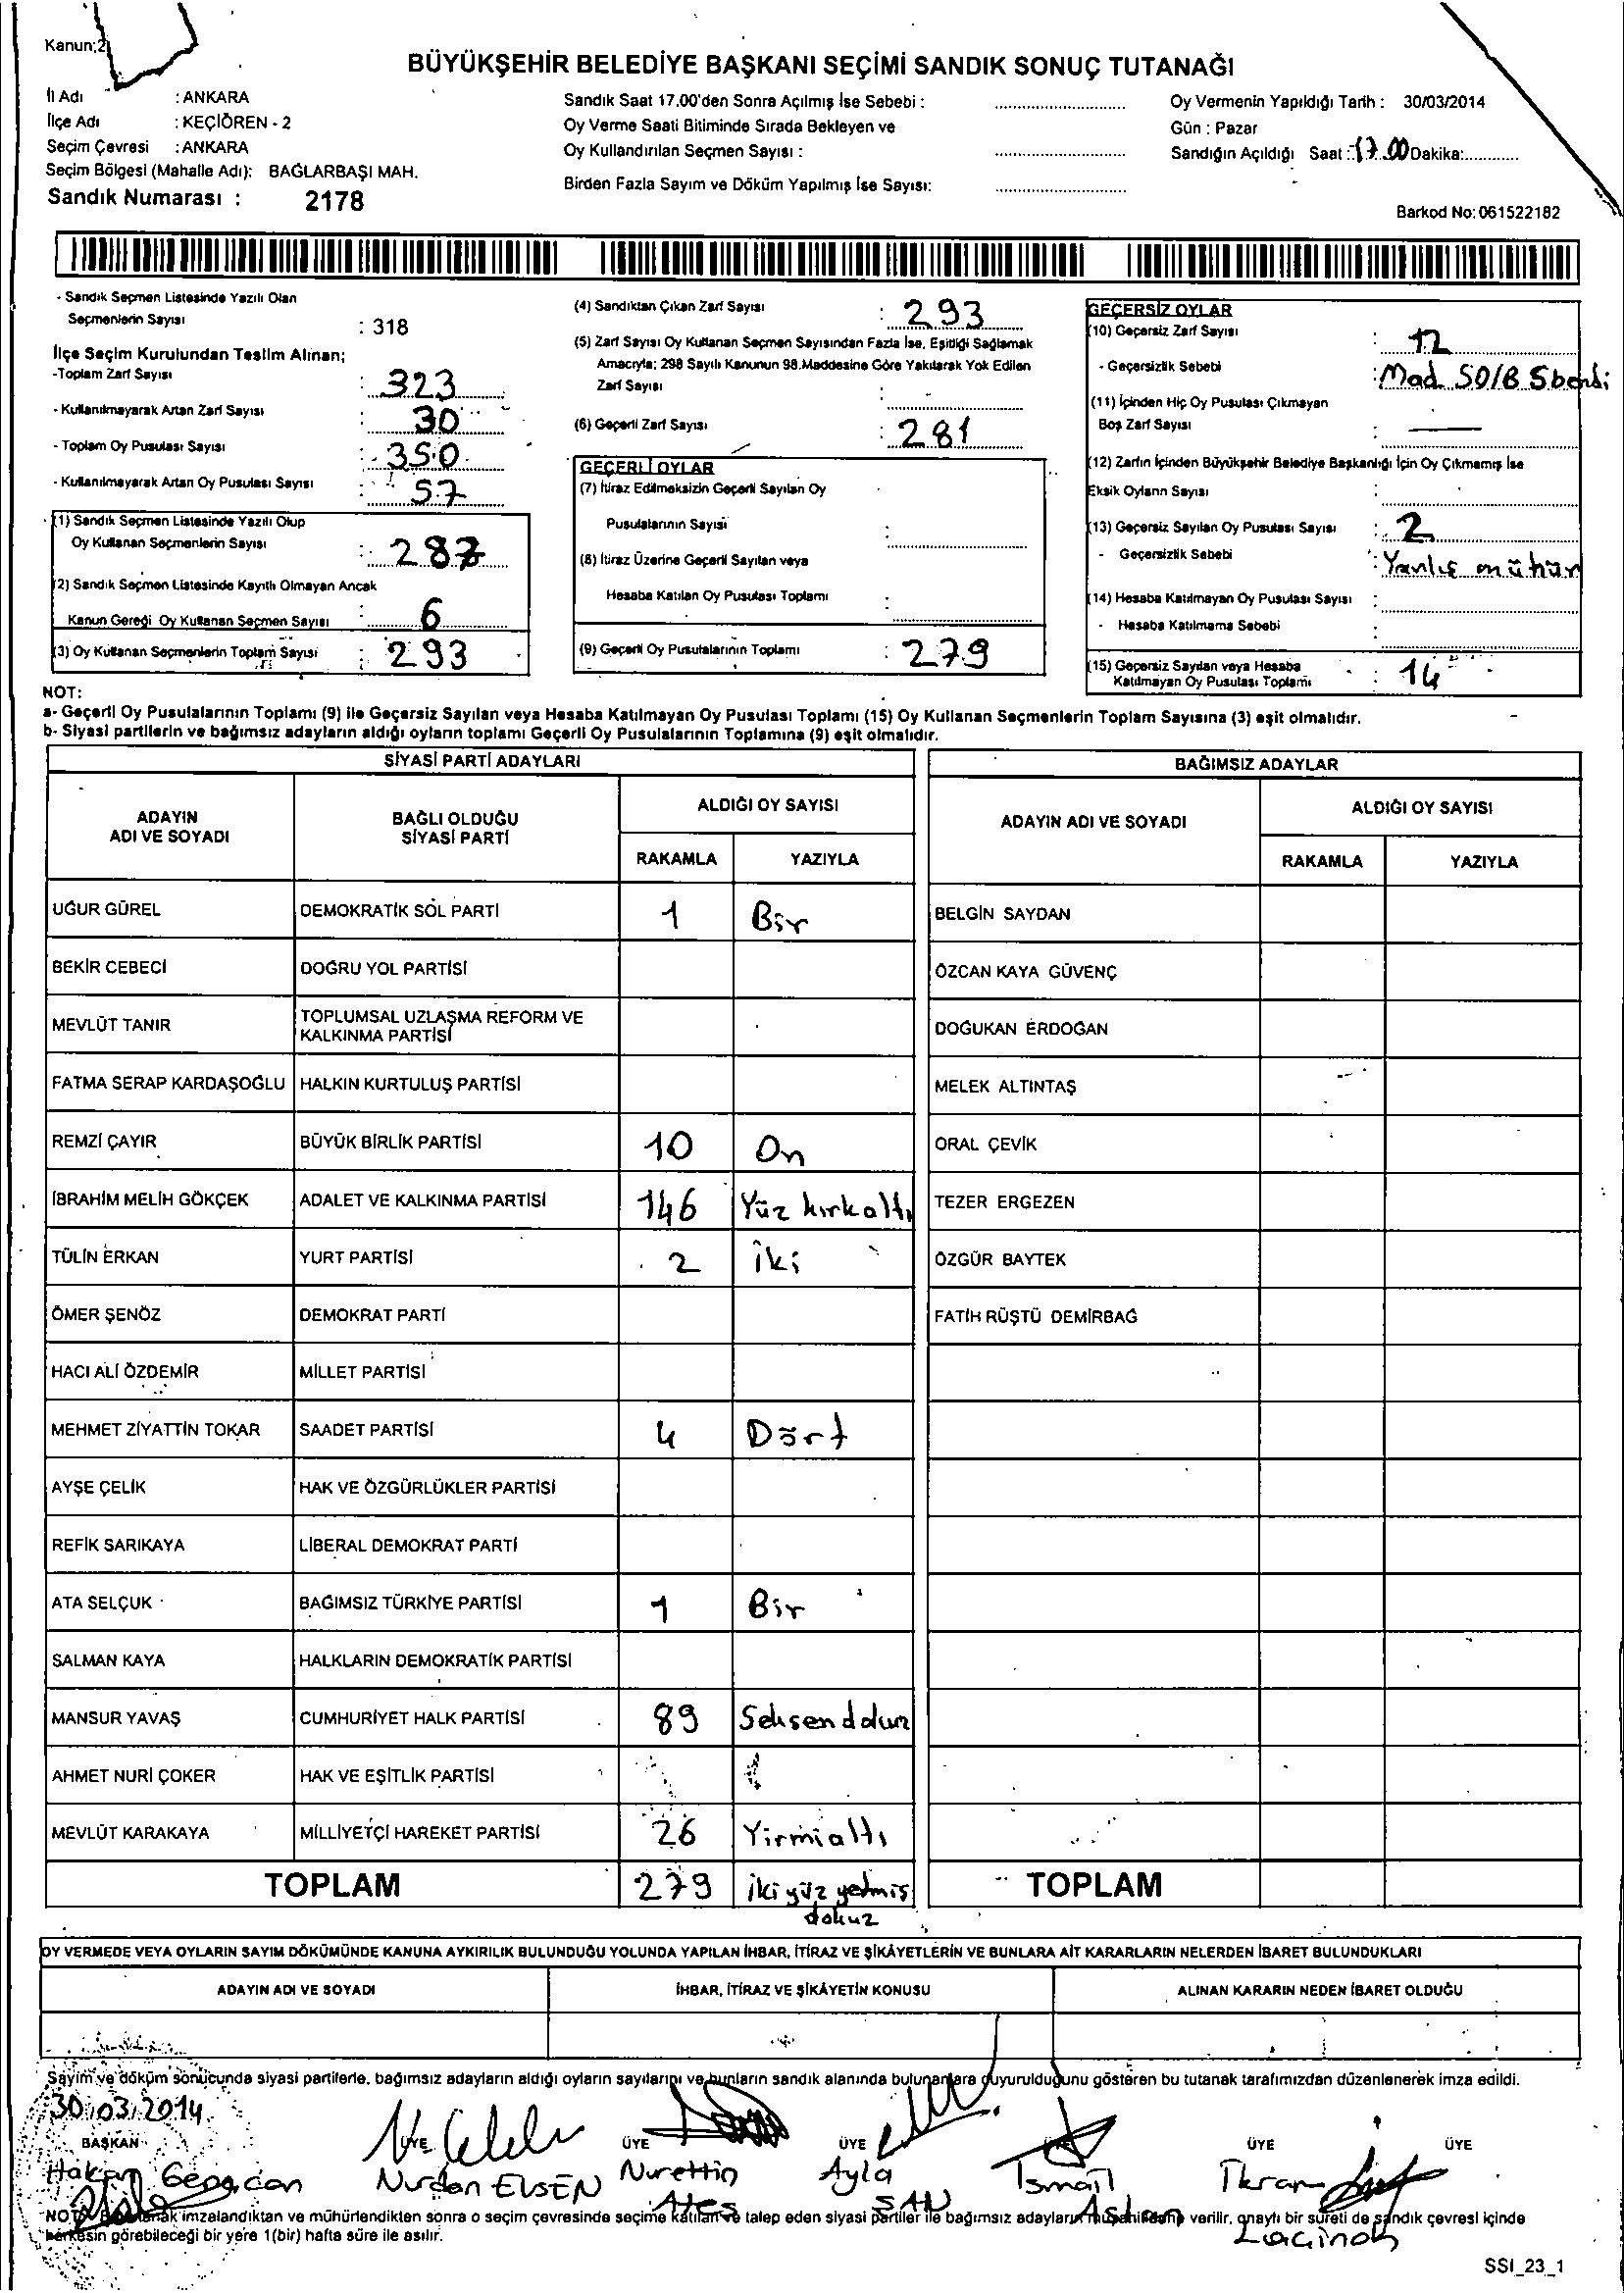 Kanun:2
BÜYÜKŞEHİR BELEDİYE BAŞKANI SEÇİMİ SANDIK SONUÇ TUTANAĞI
İl Adı : ANKARA
İlçe Adı : KEÇİÖREN - 2
Seçim Çevresi : ANKARA
Seçim Bölgesi (Mahalle Adı): BAĞLARBAŞI MAH.
Sandık Numarası : 2178
Sandık Saat 17.00'den Sonra Açılmış İse Sebebi :
Oy Verme Saati Bitiminde Sırada Bekleyen ve
Oy Kullandırılan Seçmen Sayısı :
Birden Fazla Sayım ve Döküm Yapılmış İse Sayısı:
Oy Vermenin Yapıldığı Tarih : 30/03/2014
Gün : Pazar
Sandığın Açıldığı Saat : 17.00 Dakika:
Barkod No: 061522182
- Sandık Seçmen Listesinde Yazılı Olan
Seçmenlerin Sayısı : 318
İlçe Seçim Kurulundan Teslim Alınan;
-Toplam Zarf Sayısı : 323
- Kullanılmayarak Artan Zarf Sayısı : 30
- Toplam Oy Pusulası Sayısı : 350
- Kullanılmayarak Artan Oy Pusulası Sayısı : 57
(1) Sandık Seçmen Listesinde Yazılı Olup
Oy Kullanan Seçmenlerin Sayısı : 287
(2) Sandık Seçmen Listesinde Kayıtlı Olmayan Ancak
Kanun Gereği Oy Kullanan Seçmen Sayısı : 6
(3) Oy Kullanan Seçmenlerin Toplam Sayısı : 293
(4) Sandıktan Çıkan Zarf Sayısı : 293
(5) Zarf Sayısı Oy Kullanan Seçmen Sayısından Fazla İse, Eşitliği Sağlamak
Amacıyla; 298 Sayılı Kanunun 98.Maddesine Göre Yakılarak Yok Edilen
Zarf Sayısı :
(6) Geçerli Zarf Sayısı : 281
GEÇERLİ OYLAR
(7) İtiraz Edilmeksizin Geçerli Sayılan Oy
Pusulalarının Sayısı :
(8) İtiraz Üzerine Geçerli Sayılan veya
Hesaba Katılan Oy Pusulası Toplamı :
(9) Geçerli Oy Pusulalarının Toplamı : 279
GEÇERSİZ OYLAR
(10) Geçersiz Zarf Sayısı : 12
- Geçersizlik Sebebi : Mad. 50/B 5 bendi
(11) İçinden Hiç Oy Pusulası Çıkmayan
Boş Zarf Sayısı : —
(12) Zarfın İçinden Büyükşehir Belediye Başkanlığı İçin Oy Çıkmamış İse
Eksik Oyların Sayısı :
(13) Geçersiz Sayılan Oy Pusulası Sayısı : 2
- Geçersizlik Sebebi : Yanlış mühür
(14) Hesaba Katılmayan Oy Pusulası Sayısı :
- Hesaba Katılmama Sebebi :
(15) Geçersiz Sayılan veya Hesaba
Katılmayan Oy Pusulası Toplamı : 14
NOT:
a- Geçerli Oy Pusulalarının Toplamı (9) ile Geçersiz Sayılan veya Hesaba Katılmayan Oy Pusulası Toplamı (15) Oy Kullanan Seçmenlerin Toplam Sayısına (3) eşit olmalıdır.
b- Siyasi partilerin ve bağımsız adayların aldığı oyların toplamı Geçerli Oy Pusulalarının Toplamına (9) eşit olmalıdır.
SİYASİ PARTİ ADAYLARI
ADAYIN ADI VE SOYADI
BAĞLI OLDUĞU SİYASİ PARTİ
ALDIĞI OY SAYISI
RAKAMLA YAZIYLA
UĞUR GÜREL DEMOKRATİK SOL PARTİ 1 Bir
BEKİR CEBECİ DOĞRU YOL PARTİSİ
MEVLÜT TANIR TOPLUMSAL UZLAŞMA REFORM VE KALKINMA PARTİSİ
FATMA SERAP KARDAŞOĞLU HALKIN KURTULUŞ PARTİSİ
REMZİ ÇAYIR BÜYÜK BİRLİK PARTİSİ 10 On
İBRAHİM MELİH GÖKÇEK ADALET VE KALKINMA PARTİSİ 146 Yüz kırkaltı
TÜLİN ERKAN YURT PARTİSİ 2 İki
ÖMER ŞENÖZ DEMOKRAT PARTİ
HACI ALİ ÖZDEMİR MİLLET PARTİSİ
MEHMET ZİYATTİN TOKAR SAADET PARTİSİ 4 Dört
AYŞE ÇELİK HAK VE ÖZGÜRLÜKLER PARTİSİ
REFİK SARIKAYA LİBERAL DEMOKRAT PARTİ
ATA SELÇUK BAĞIMSIZ TÜRKİYE PARTİSİ 1 Bir
SALMAN KAYA HALKLARIN DEMOKRATİK PARTİSİ
MANSUR YAVAŞ CUMHURİYET HALK PARTİSİ 89
AHMET NURİ ÇOKER HAK VE EŞİTLİK PARTİSİ
MEVLÜT KARAKAYA MİLLİYETÇİ HAREKET PARTİSİ 26 Yirmialtı
TOPLAM 279 ikiyüz yetmiş
dokuz
BAĞIMSIZ ADAYLAR
ADAYIN ADI VE SOYADI
ALDIĞI OY SAYISI
RAKAMLA YAZIYLA
BELGİN SAYDAN
ÖZCAN KAYA GÜVENÇ
DOĞUKAN ERDOĞAN
MELEK ALTINTAŞ
ORAL ÇEVİK
TEZER ERGEZEN
ÖZGÜR BAYTEK
FATİH RÜŞTÜ DEMİRBAĞ
TOPLAM
OY VERMEDE VEYA OYLARIN SAYIM DÖKÜMÜNDE KANUNA AYKIRILIK BULUNDUĞU YOLUNDA YAPILAN İHBAR, İTİRAZ VE ŞİKÂYETLERİN VE BUNLARA AİT KARARLARIN NELERDEN İBARET BULUNDUKLARI
ADAYIN ADI VE SOYADI İHBAR, İTİRAZ VE ŞİKÂYETİN KONUSU ALINAN KARARIN NEDEN İBARET OLDUĞU
Sayim ve döküm sonucunda siyasi partilerle, bağımsız adayların aldığı oyların sayılarını ve bunların sandık alanında bulunanlara duyurulduğunu gösteren bu tutanak tarafımızdan düzenlenerek imza edildi.
30/03/2014
BAŞKAN ÜYE ÜYE ÜYE ÜYE ÜYE
Hakan Nurdan ELSEN Nurettin Ayla İsmail İkram
Ateş SAN Aslan Laçinok
imzalandıktan ve mühürlendikten sonra o seçim çevresinde seçime katılan ve talep eden siyasi partiler ile bağımsız adayların müşahitlerine verilir, onaylı bir sureti de sandık çevresi içinde
herkesin görebileceği bir yere 1(bir) hafta süre ile asılır.
SSI_23_1